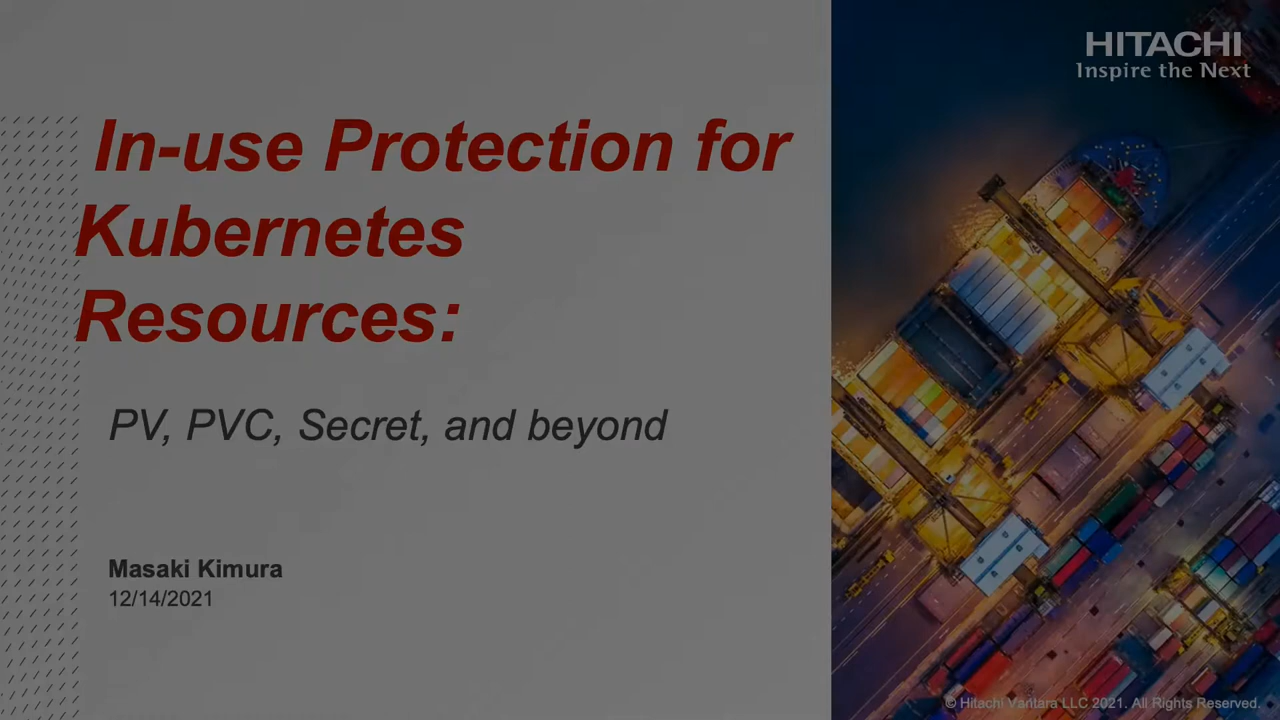 HITACHI
Inspire the Next
In-use Protection for
Kubernetes
Resources:
PV, PVC, Secret, and beyond
Masaki Kimura
12/14/2021
© Hitachi Vantara LLC 2021. All Rights Reserved.